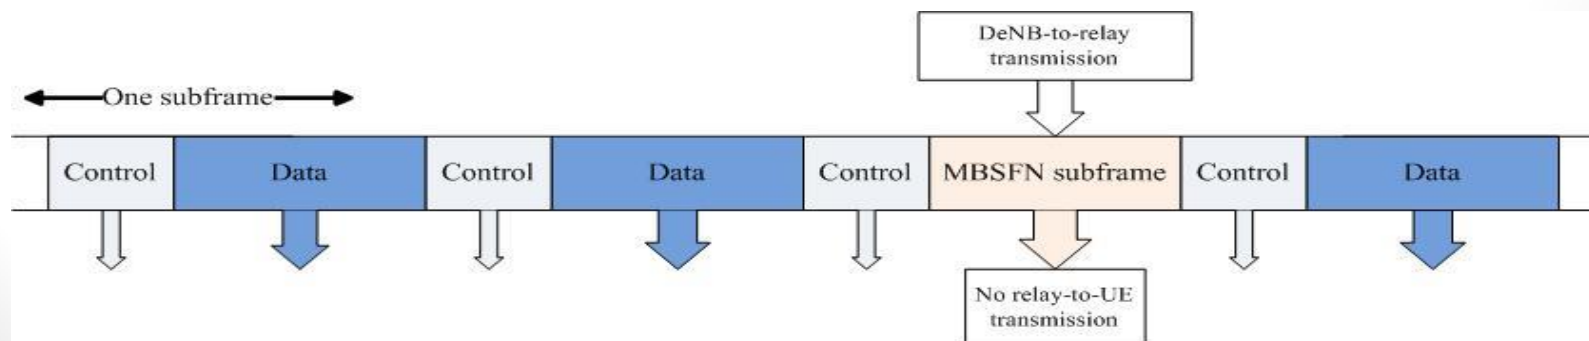 DeNB-to-relay
transmission
One subframe
Control
Data
Control
Data
Control
MBSFN subframe
Control
Data
No relay-to-UE
transmission